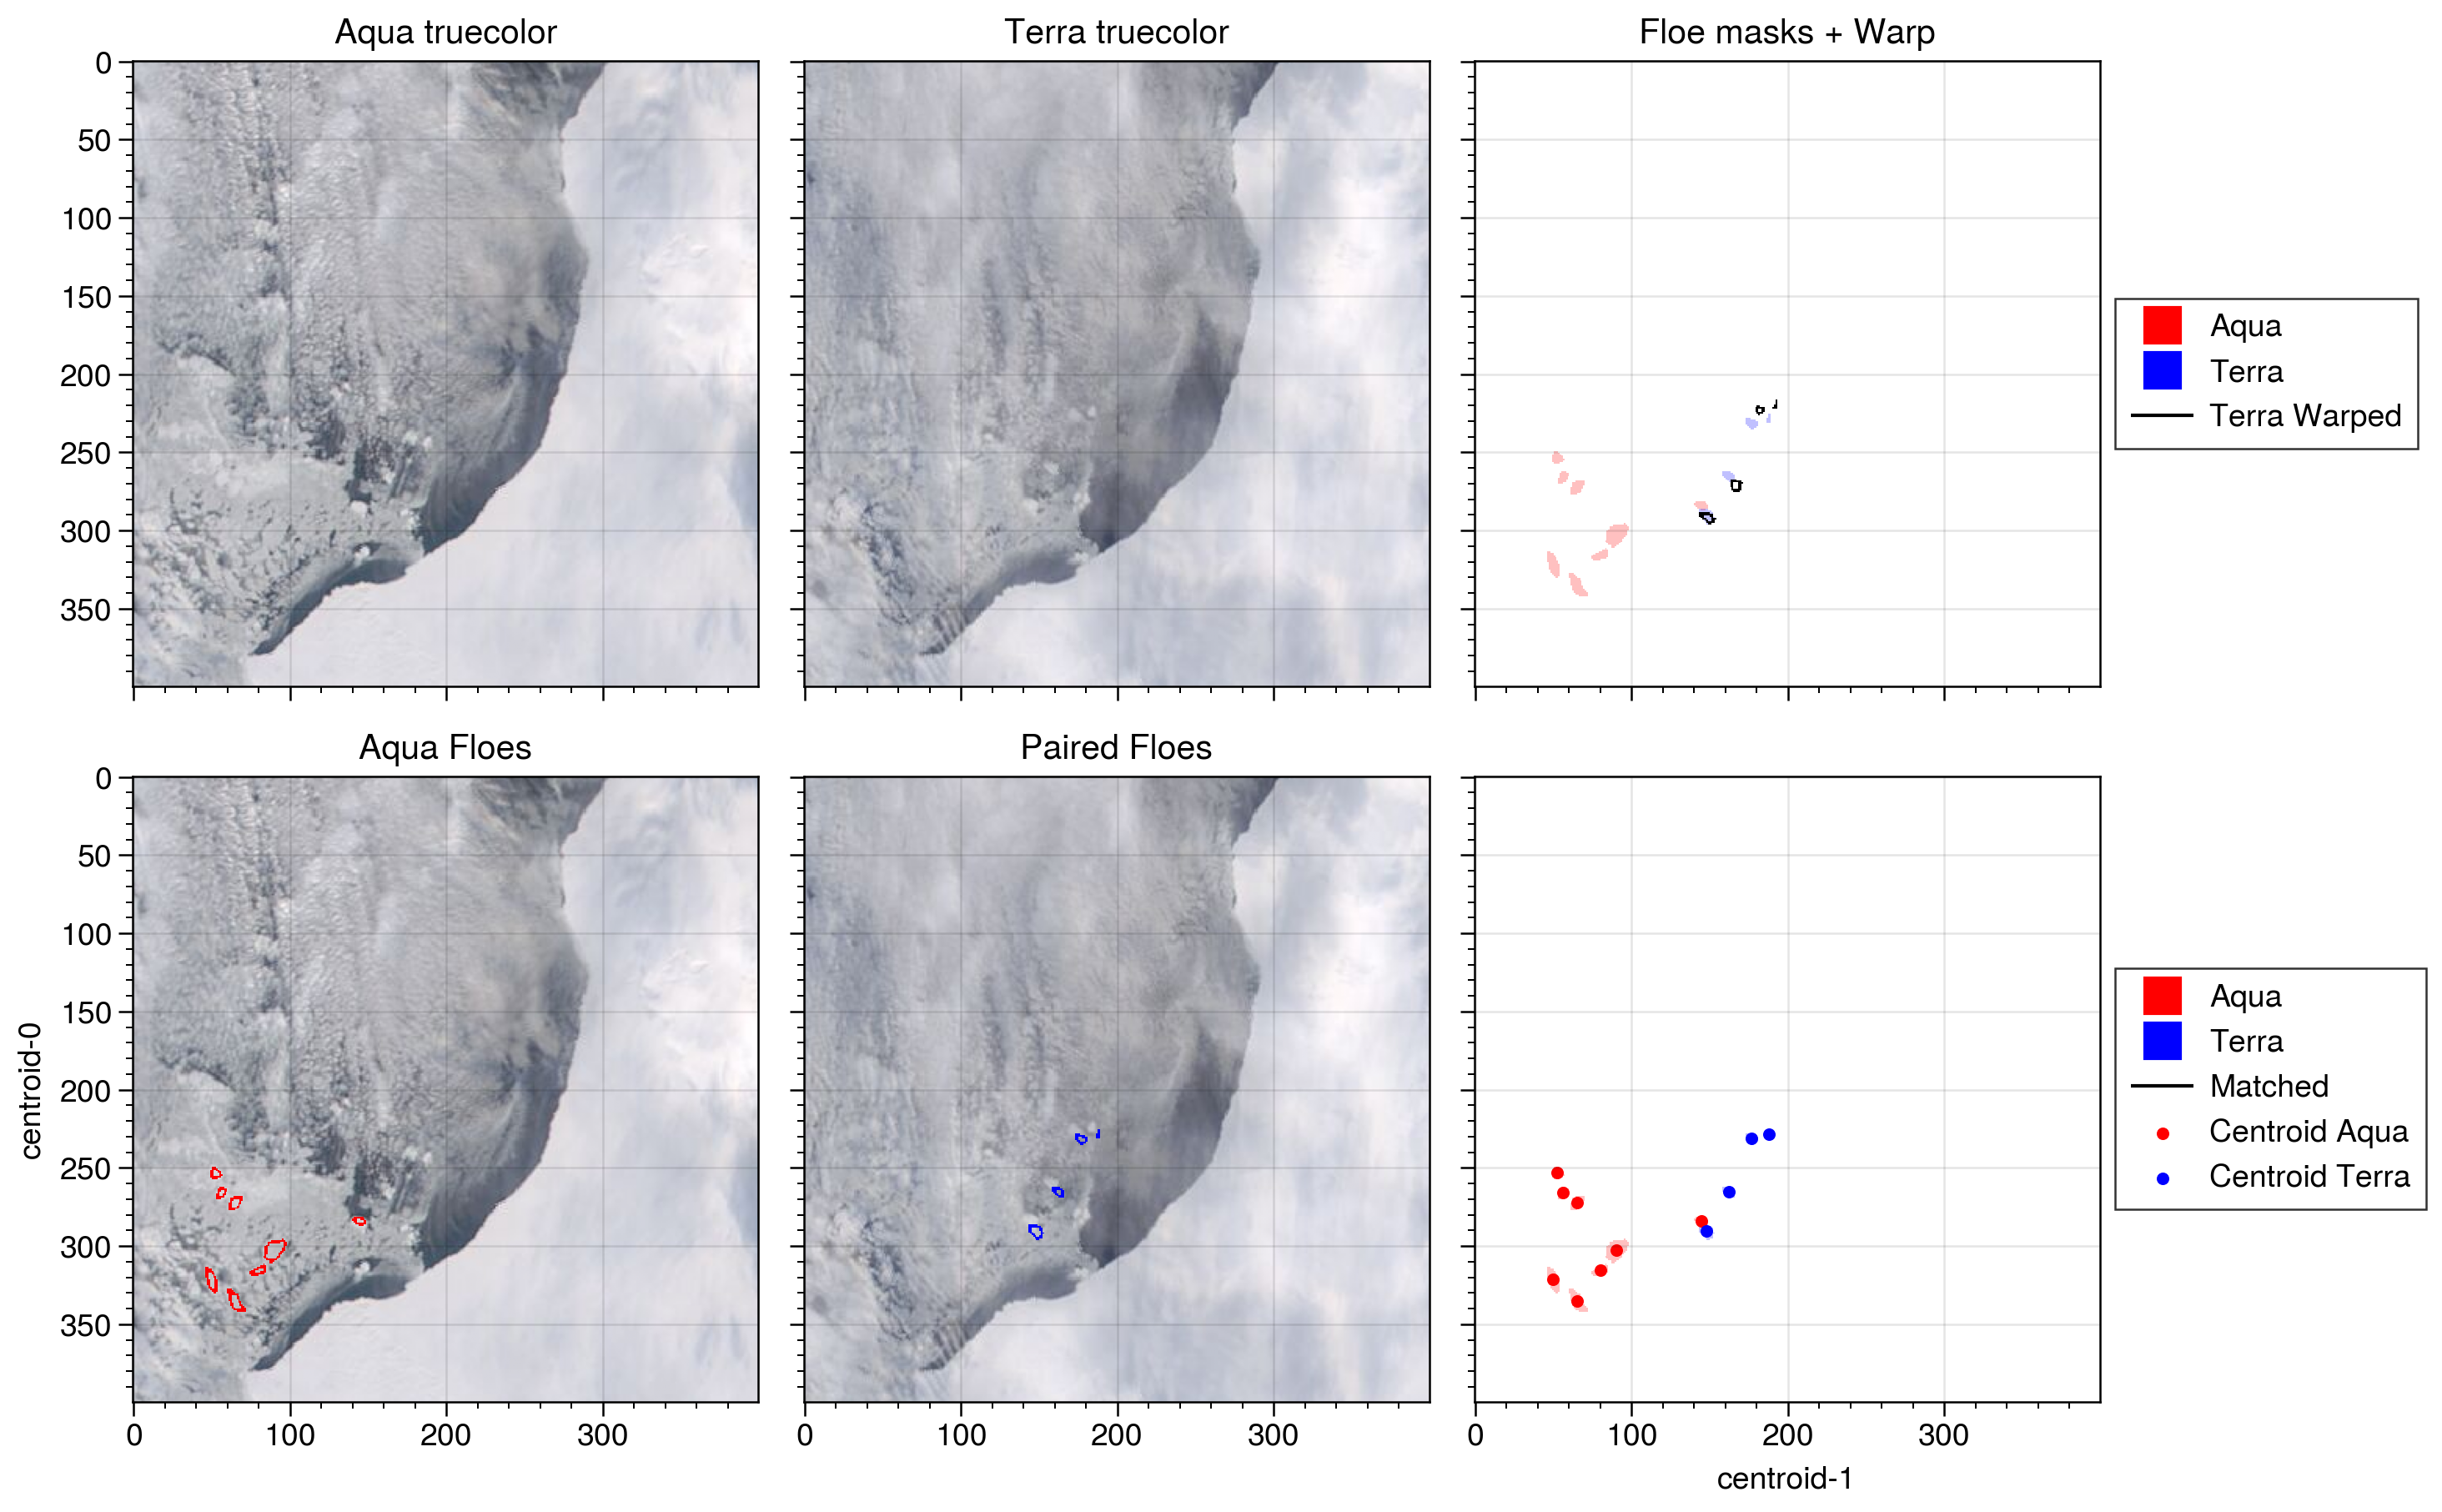 Aqua truecolor
Terra truecolor
Floe masks + Warp
0
50
100
150
200
250
300
350
Aqua
Terra
Terra Warped
Aqua Floes
Paired Floes
0
50
100
150
200
250
300
350
centroid-0
Aqua
Terra
Matched
Centroid Aqua
Centroid Terra
0 100 200 300
0 100 200 300
0 100 200 300
centroid-1